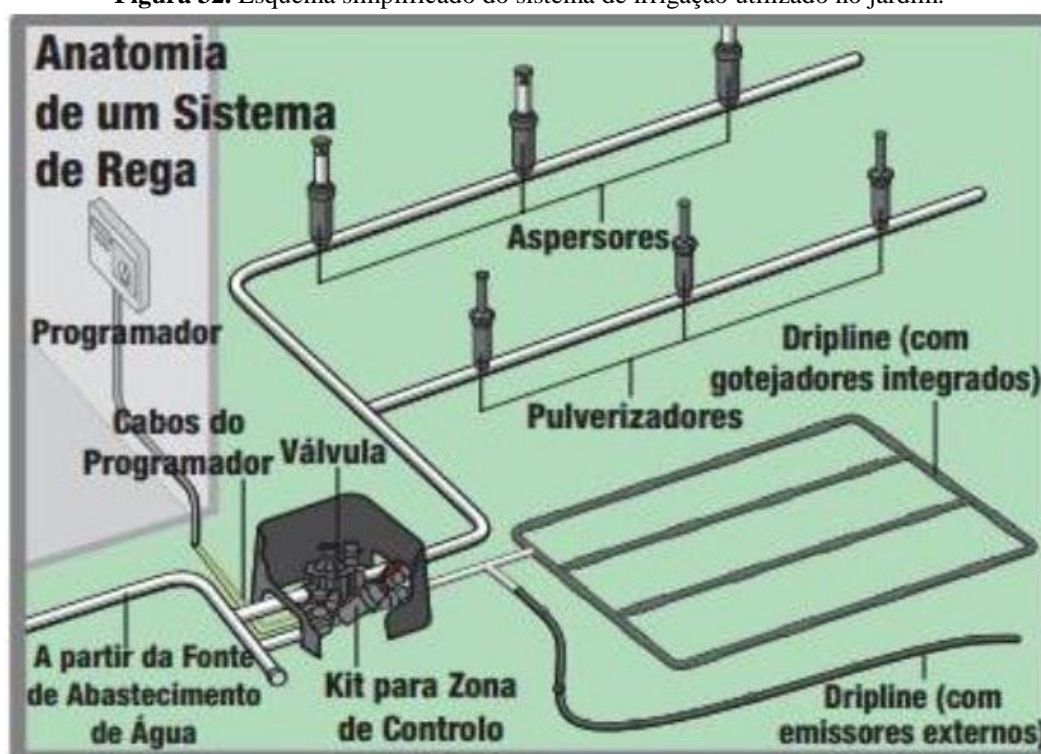 Figura 32. Esquema simplificado do sistema de irrigação utilizado no jardim.
Anatomia
de um Sistema
de Rega
Aspersores
Programador
Dripline (com
gotejadores integrados)
Pulverizadores
Cabos do
Programador
Válvula
A partir da Fonte
de Abastecimento
de Água
Kit para Zona
de Controlo
Dripline (com
emissores externos)